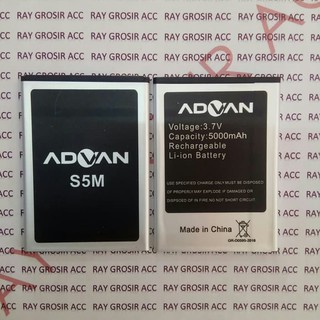 RAY GROSIR ACC
ADVAN
S5M
ADVAN
Voltage:3.7V
Capacity:5000mAh
Rechargeable
Li-ion Battery
Made in China